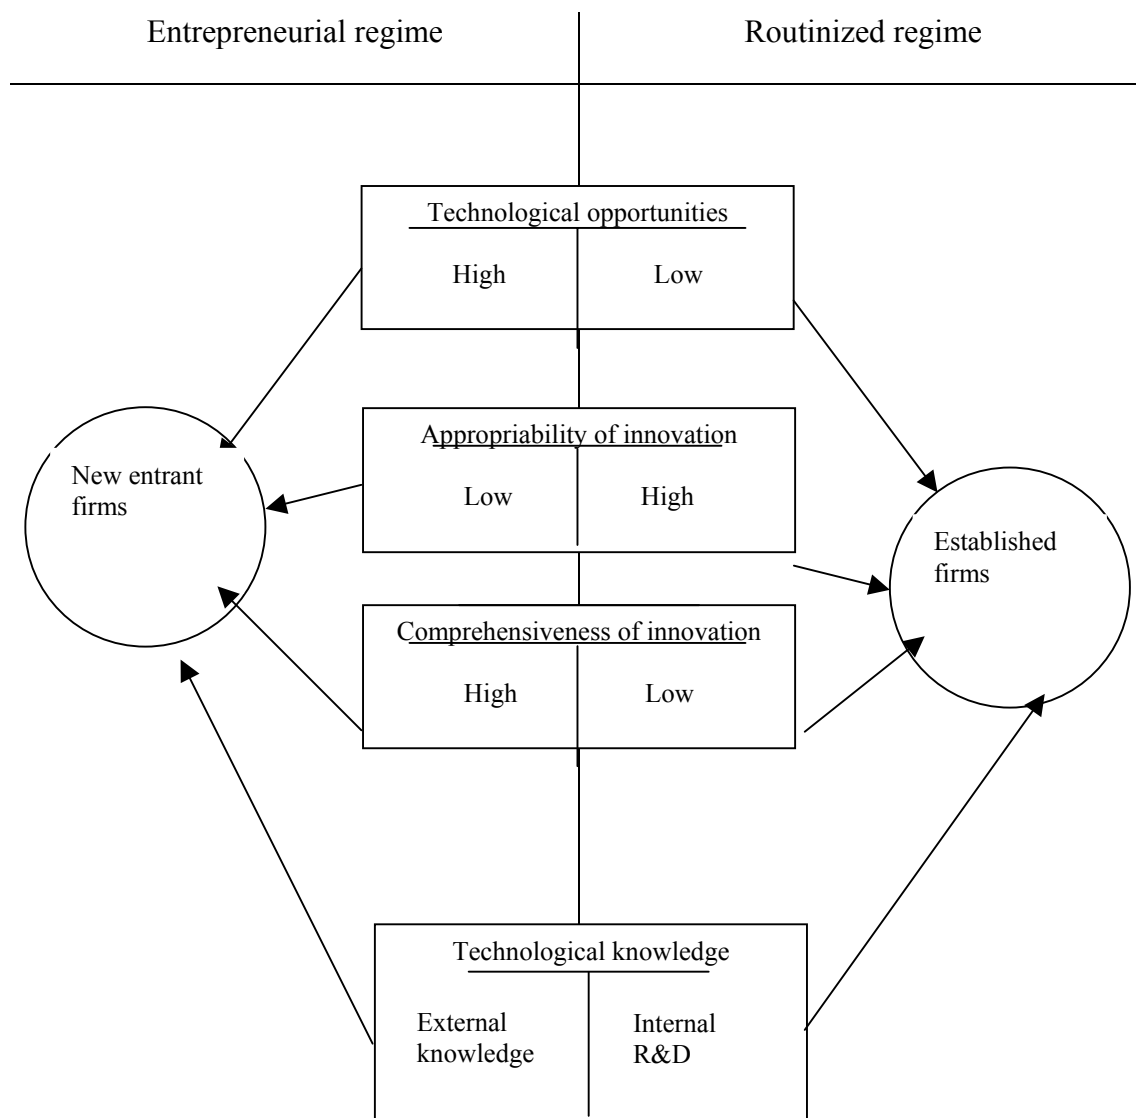 Entrepreneurial regime
Routinized regime
Technological opportunities
High
Low
Appropriability of innovation
Low
High
New entrant
firms
Established
firms
Comprehensiveness of innovation
High
Low
Technological knowledge
External
knowledge
Internal
R&D